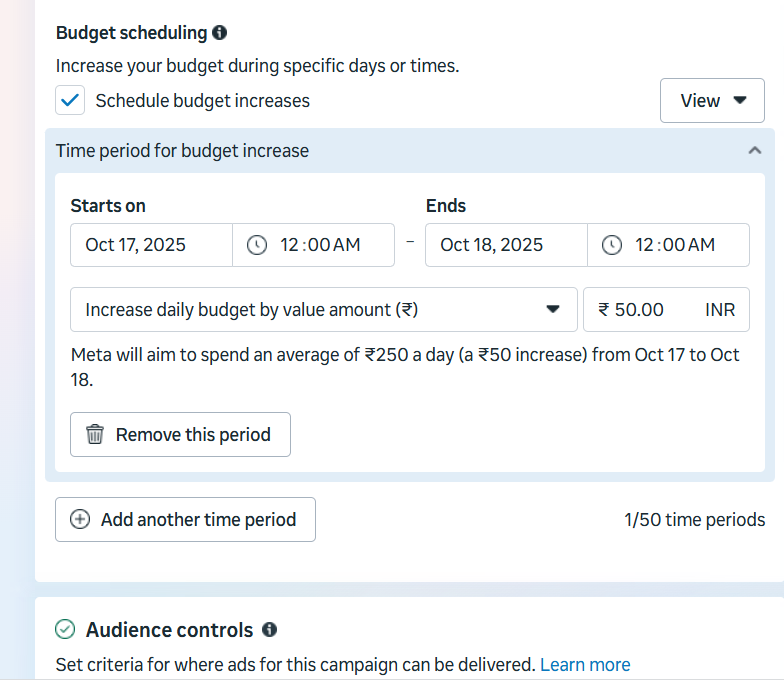 Budget scheduling
Increase your budget during specific days or times.
Schedule budget increases
View
Time period for budget increase
Starts on
Ends
Oct 17, 2025
12:00AM
–
Oct 18, 2025
12:00AM
Increase daily budget by value amount (₹)
₹ 50.00
INR
Meta will aim to spend an average of ₹250 a day (a ₹50 increase) from Oct 17 to Oct
18.
Remove this period
Add another time period
1/50 time periods
Audience controls
Set criteria for where ads for this campaign can be delivered. Learn more